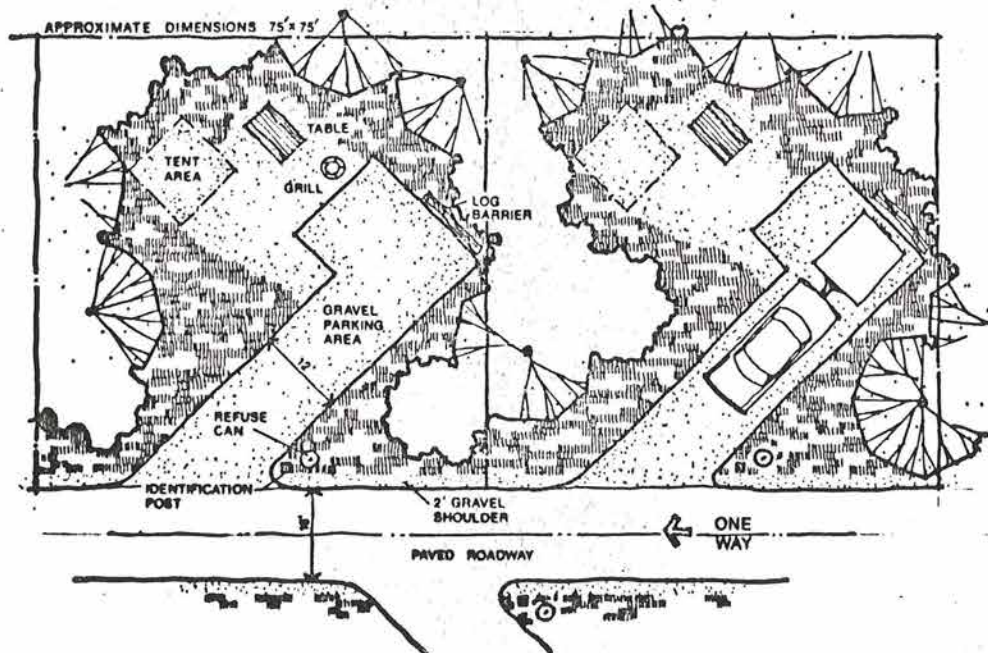 APPROXIMATE DIMENSIONS 75'x 75'
TABLE
TENT
AREA
GRILL
LOG
BARRIER
GRAVEL
PARKING
AREA
12
REFUSE
CAN
IDENTIFICATION
POST
2' GRAVEL
SHOULDER
ONE
WAY
PAVED ROADWAY